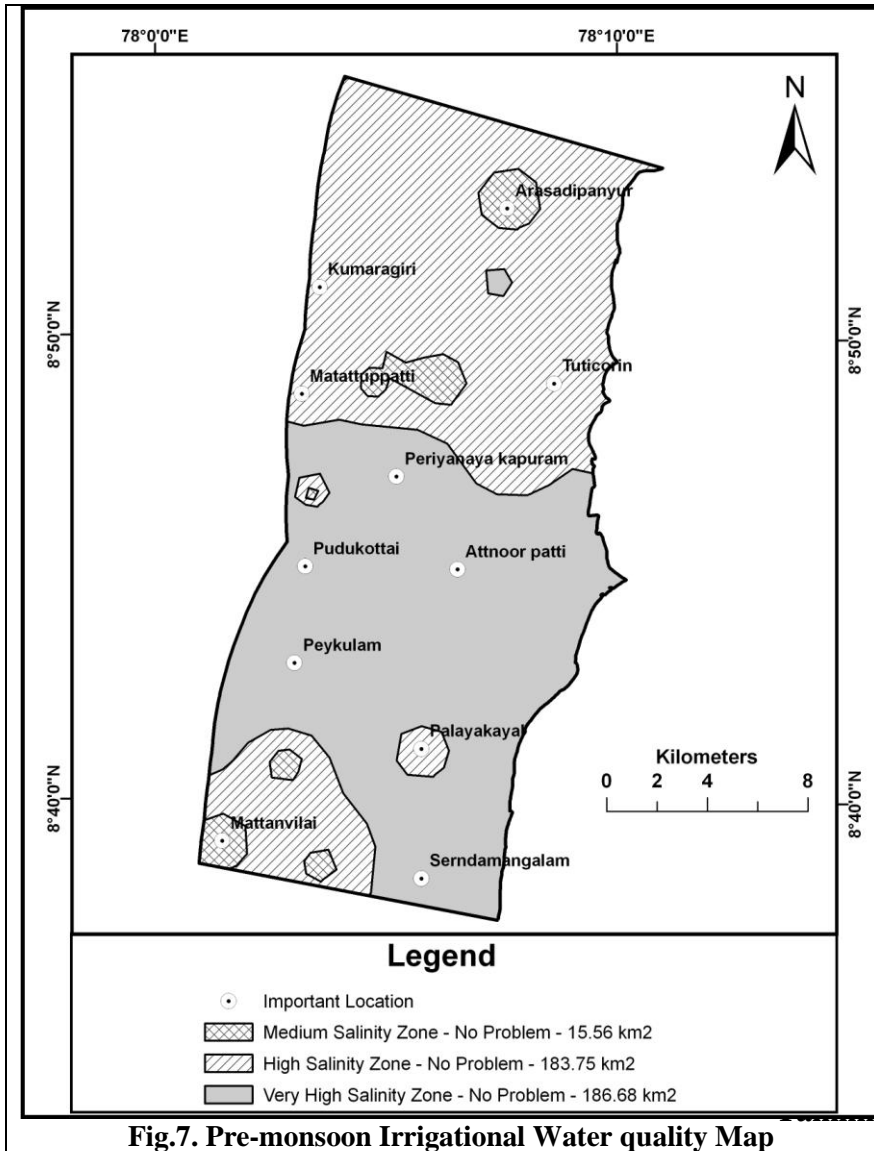 78°0'0"E
78°10'0"E
N
Arasadipanyur
Kumaragiri
8°50'0"N
8°50'0"N
Matattuppatti
Tuticorin
Periyanaya kapuram
Pudukottai
Attnoor patti
Peykulam
Palayakayal
Kilometers
0 2 4 8
8°40'0"N
8°40'0"N
Mattanvilai
Serndamangalam
Legend
Important Location
Medium Salinity Zone - No Problem - 15.56 km2
High Salinity Zone - No Problem - 183.75 km2
Very High Salinity Zone - No Problem - 186.68 km2
Fig.7. Pre-monsoon Irrigational Water quality Map